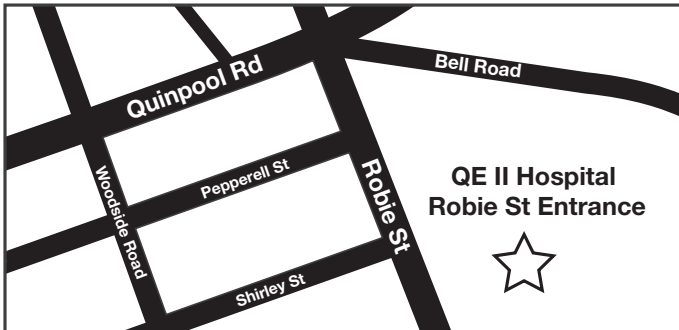 Quinpool Rd
Bell Road
Woodside Road
Pepperell St
Robie St
QE II Hospital
Robie St Entrance
Shirley St